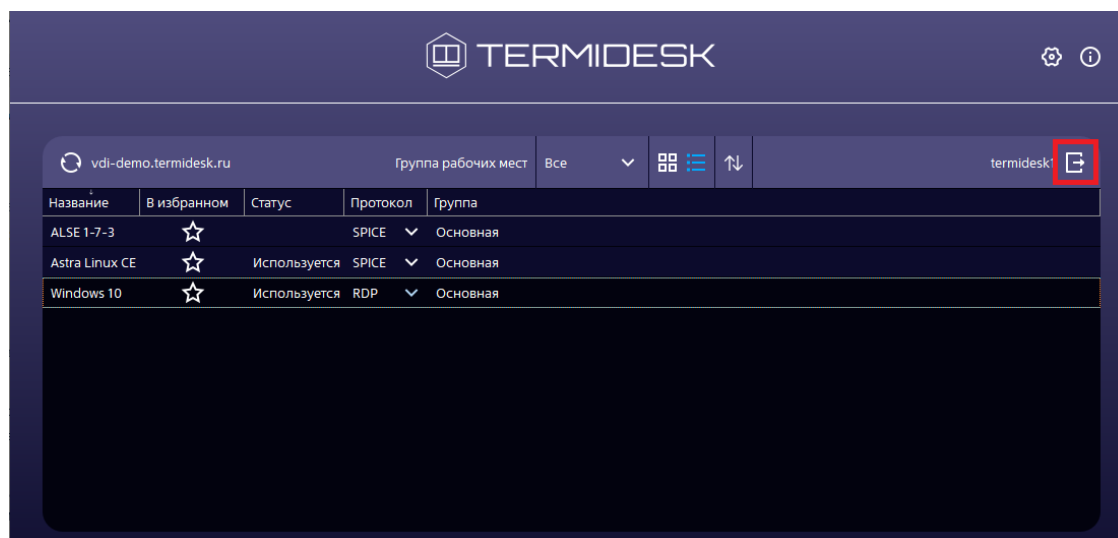 TERMIDESK
vdi-demo.termidesk.ru Группа рабочих мест Все termidesk1
Название В избранном Статус Протокол Группа
ALSE 1-7-3 SPICE Основная
Astra Linux CE Используется SPICE Основная
Windows 10 Используется RDP Основная